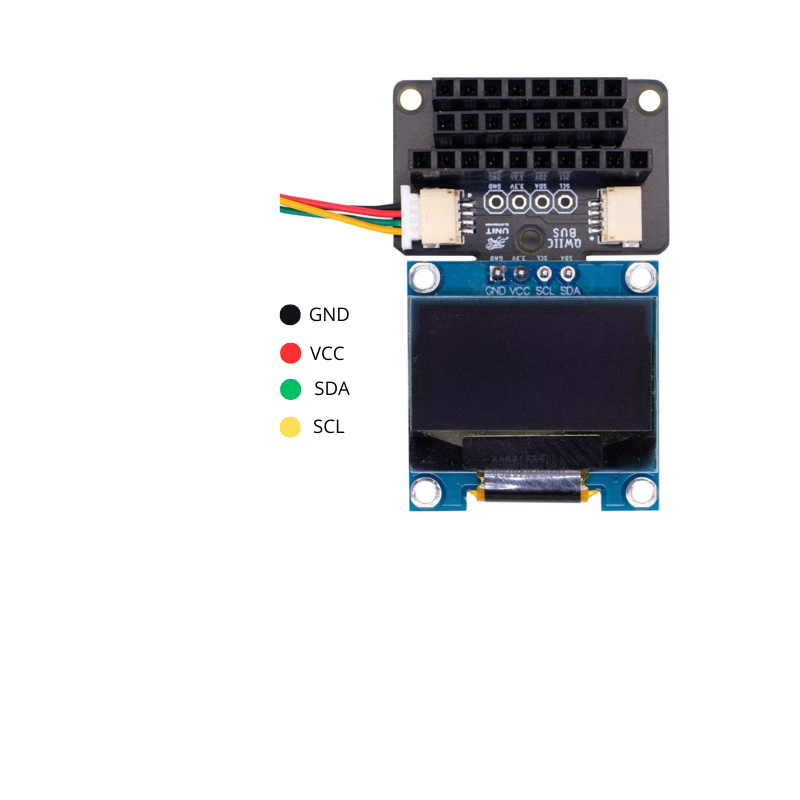 GND 3.3V SDA SCL
UNIT
QWIIC
BUS
GND 3.3V SCL SDA
GND VCC SCL SDA
GND
VCC
SDA
SCL